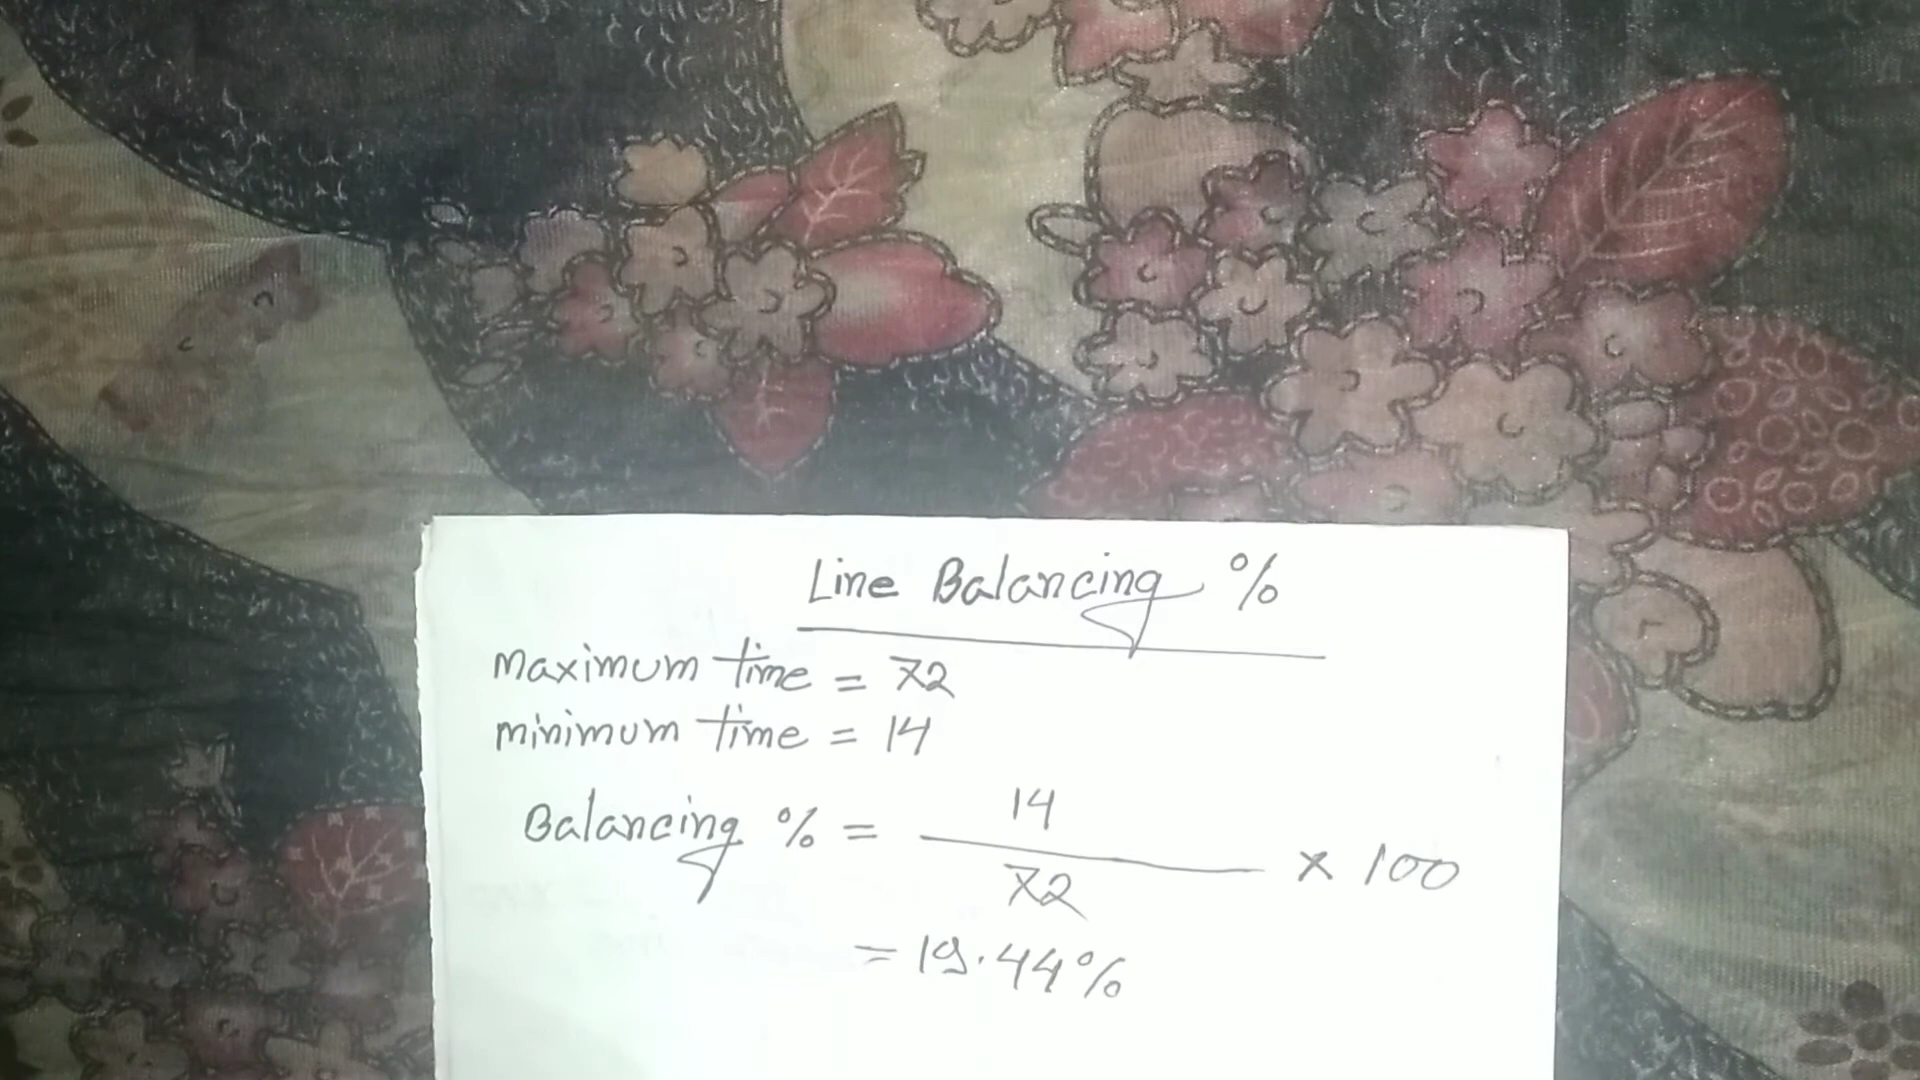 Line Balancing %
maximum time = 72
minimum time = 14
Balancing % = 14 / 72 × 100
= 19.44%